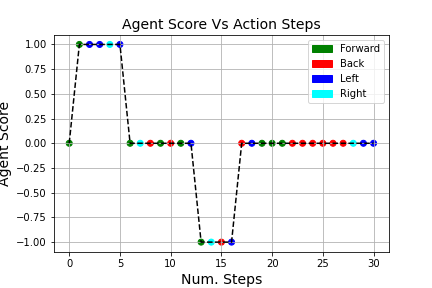 Agent Score Vs Action Steps
Agent Score
1.00
0.75
0.50
0.25
0.00
−0.25
−0.50
−0.75
−1.00
Forward
Back
Left
Right
0 5 10 15 20 25 30
Num. Steps